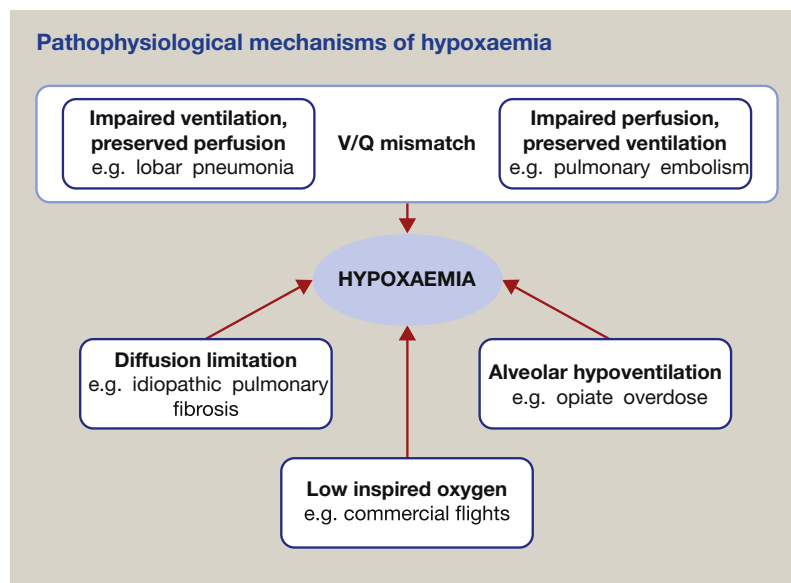 Pathophysiological mechanisms of hypoxaemia
Impaired ventilation,
preserved perfusion
e.g. lobar pneumonia
V/Q mismatch
Impaired perfusion,
preserved ventilation
e.g. pulmonary embolism
HYPOXAEMIA
Diffusion limitation
e.g. idiopathic pulmonary
fibrosis
Alveolar hypoventilation
e.g. opiate overdose
Low inspired oxygen
e.g. commercial flights